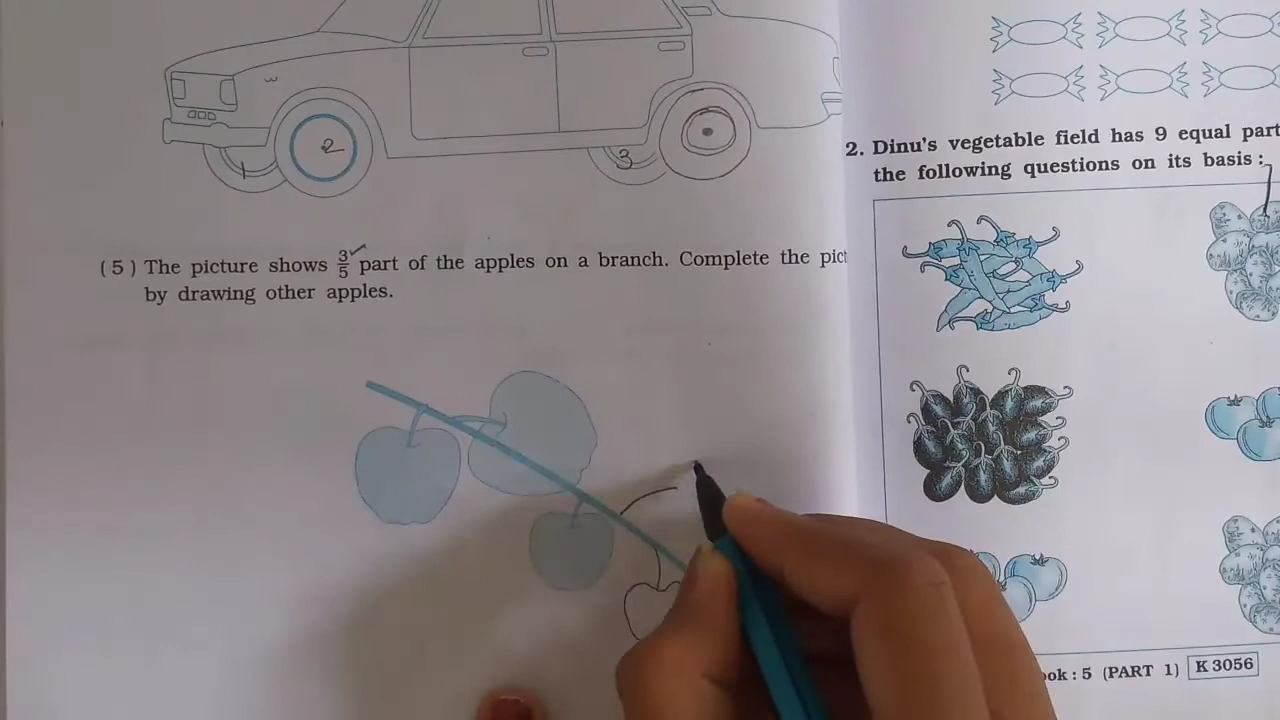 1
2
3
(5) The picture shows 3/5 part of the apples on a branch. Complete the pict
by drawing other apples.
2. Dinu's vegetable field has 9 equal part
the following questions on its basis :
ok : 5 (PART 1) K 3056